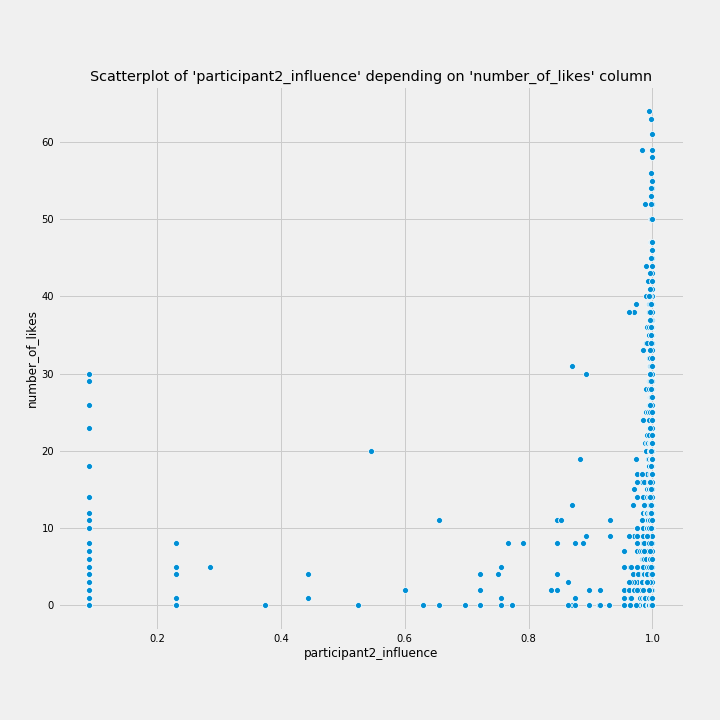 Scatterplot of 'participant2_influence' depending on 'number_of_likes' column
number_of_likes
60
50
40
30
20
10
0
0.2 0.4 0.6 0.8 1.0
participant2_influence